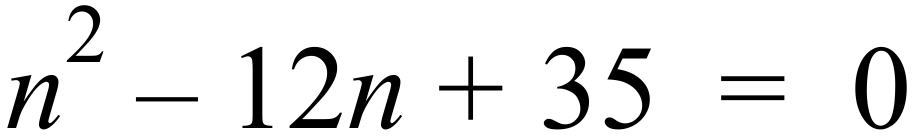 n² − 12n + 35 = 0